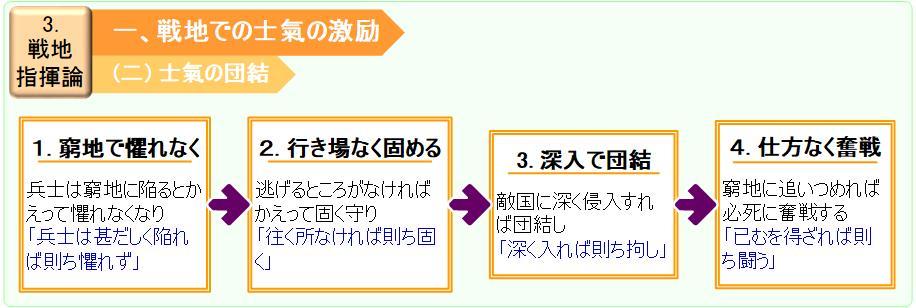 3.
戦地
指揮論
一、戦地での士氣の激励
(二) 士氣の団結
1. 窮地で懼れなく
兵士は窮地に陥るとか
えって懼れなくなり
「兵士は甚だしく陥れ
ば則ち懼れず」
2. 行き場なく固める
逃げるところがなければ
かえって固く守り
「往く所なければ則ち固
く」
3. 深入で団結
敵国に深く侵入すれ
ば団結し
「深く入れば則ち拘し」
4. 仕方なく奮戦
窮地に追いつめれば
必死に奮戦する
「已むを得ざれば則
ち闘う」